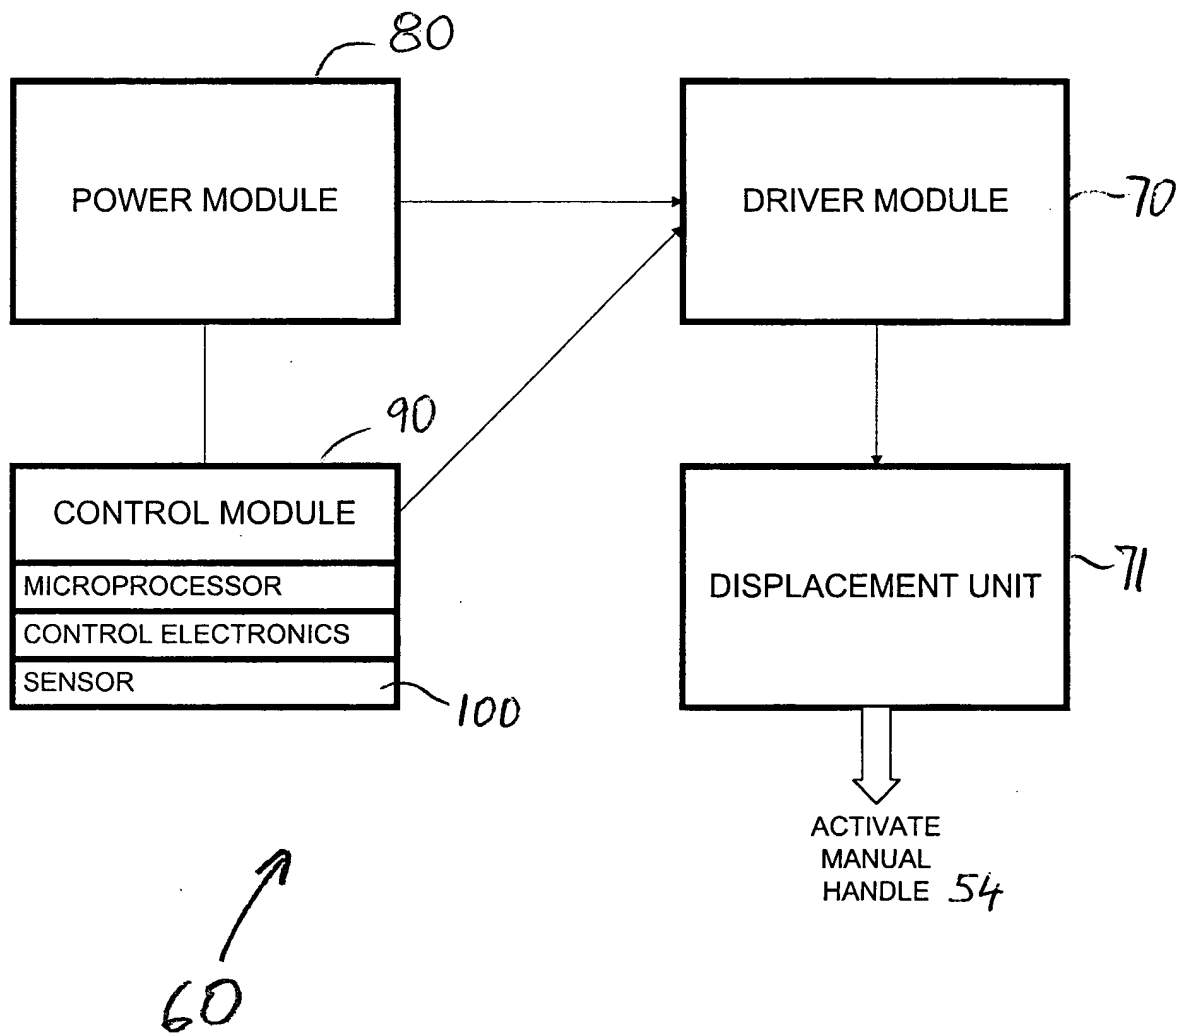 80
POWER MODULE
DRIVER MODULE
70
90
CONTROL MODULE
MICROPROCESSOR
CONTROL ELECTRONICS
SENSOR
100
DISPLACEMENT UNIT
71
ACTIVATE
MANUAL
HANDLE 54
60